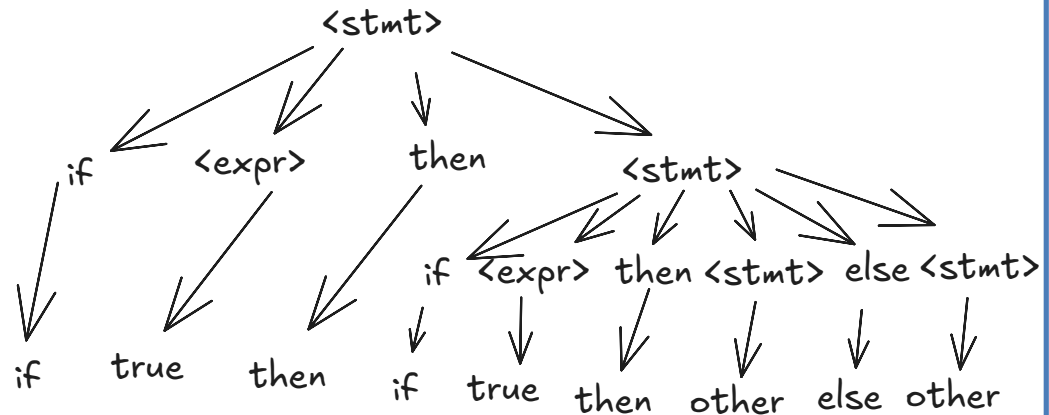 <stmt>
if <expr> then <stmt>
if <expr> then <stmt> else <stmt>
if true then if true then other else other